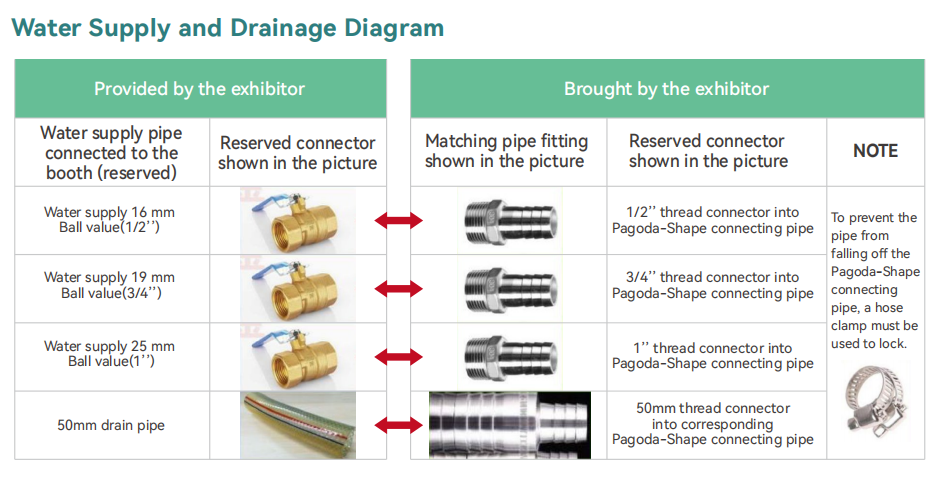 Water Supply and Drainage Diagram
Provided by the exhibitor
Brought by the exhibitor
Water supply pipe
connected to the
booth (reserved)
Reserved connector
shown in the picture
Matching pipe fitting
shown in the picture
Reserved connector
shown in the picture
NOTE
Water supply 16 mm
Ball value(1/2’’)
1/2’’ thread connector into
Pagoda-Shape connecting pipe
Water supply 19 mm
Ball value(3/4’’)
3/4’’ thread connector into
Pagoda-Shape connecting pipe
Water supply 25 mm
Ball value(1’’)
1’’ thread connector into
Pagoda-Shape connecting pipe
50mm drain pipe
50mm thread connector
into corresponding
Pagoda-Shape connecting pipe
To prevent the
pipe from
falling off the
Pagoda-Shape
connecting
pipe, a hose
clamp must be
used to lock.